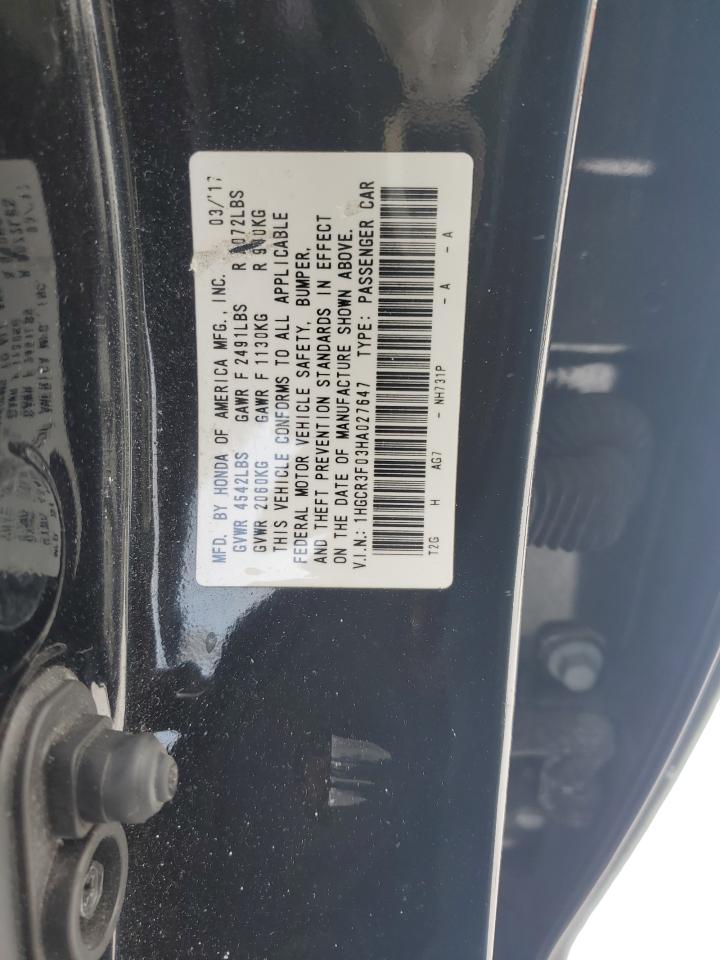 MFD. BY HONDA OF AMERICA MFG., INC. 03/'17
GVWR 4542LBS GAWR F 2491LBS R 072LBS
GVWR 2060KG GAWR F 1130KG R
THIS VEHICLE CONFORMS TO ALL APPLICABLE
FEDERAL MOTOR VEHICLE SAFETY, BUMPER,
AND THEFT PREVENTION STANDARDS IN EFFECT
ON THE DATE OF MANUFACTURE SHOWN ABOVE.
V.I.N.: 1HGCR3F03HA027647 TYPE: PASSENGER CAR
T2G H AG7 - NH731P - A - A